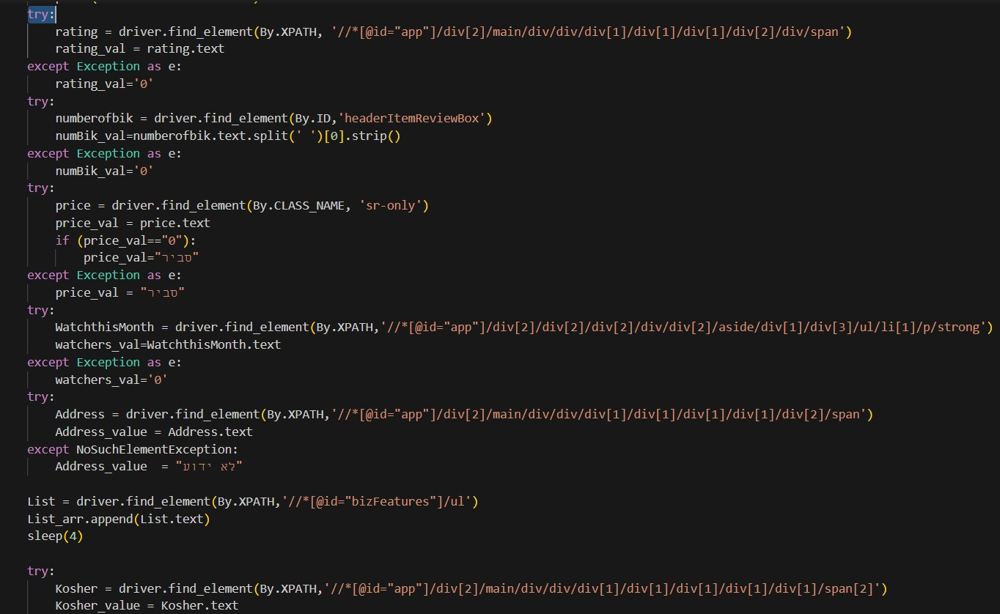 try:
    rating = driver.find_element(By.XPATH, '//*[@id="app"]/div[2]/main/div/div/div[1]/div[1]/div[1]/div[2]/div/span')
    rating_val = rating.text
except Exception as e:
    rating_val='0'
try:
    numberofbik = driver.find_element(By.ID,'headerItemReviewBox')
    numBik_val=numberofbik.text.split(' ')[0].strip()
except Exception as e:
    numBik_val='0'
try:
    price = driver.find_element(By.CLASS_NAME, 'sr-only')
    price_val = price.text
    if (price_val=="0"):
        price_val="סביר"
except Exception as e:
    price_val = "סביר"
try:
    WatchthisMonth = driver.find_element(By.XPATH,'//*[@id="app"]/div[2]/div[2]/div[2]/div/div[2]/aside/div[1]/div[3]/ul/li[1]/p/strong')
    watchers_val=WatchthisMonth.text
except Exception as e:
    watchers_val='0'
try:
    Address = driver.find_element(By.XPATH,'//*[@id="app"]/div[2]/main/div/div/div[1]/div[1]/div[1]/div[1]/div[2]/span')
    Address_value = Address.text
except NoSuchElementException:
    Address_value  = "לא ידוע"
List = driver.find_element(By.XPATH,'//*[@id="bizFeatures"]/ul')
List_arr.append(List.text)
sleep(4)
try:
    Kosher = driver.find_element(By.XPATH,'//*[@id="app"]/div[2]/main/div/div/div[1]/div[1]/div[1]/div[1]/div[1]/span[2]')
    Kosher_value = Kosher.text